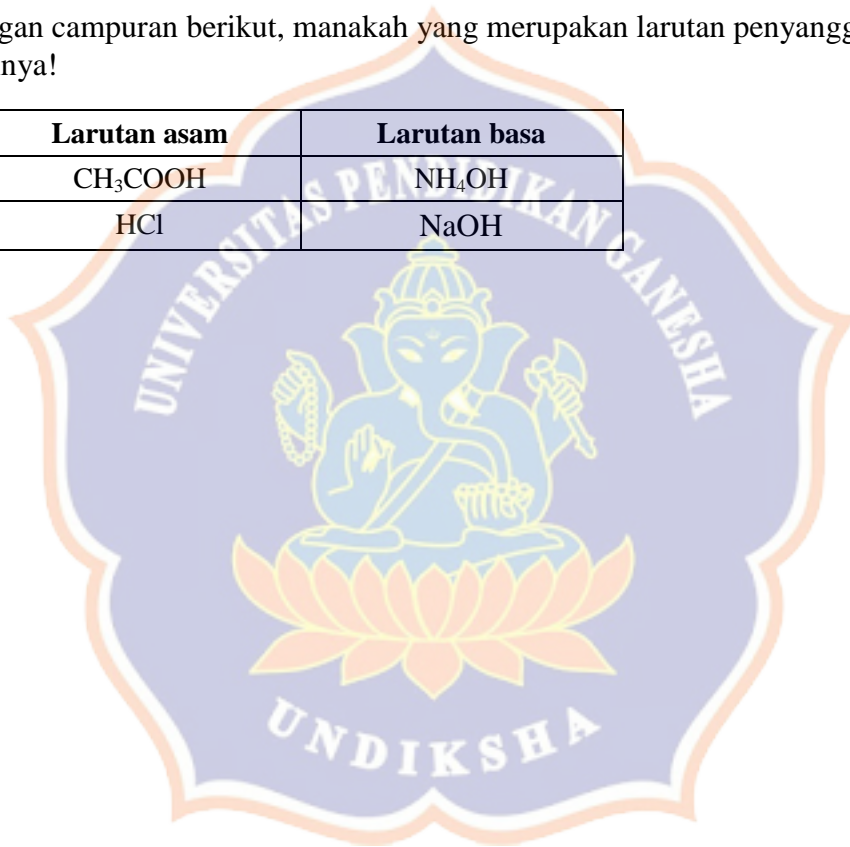 gan campuran berikut, manakah yang merupakan larutan penyangg
nya!
Larutan asam Larutan basa
CH₃COOH NH₄OH
HCl NaOH
UNIVERSITAS PENDIDIKAN GANESHA
UNDIKSHA